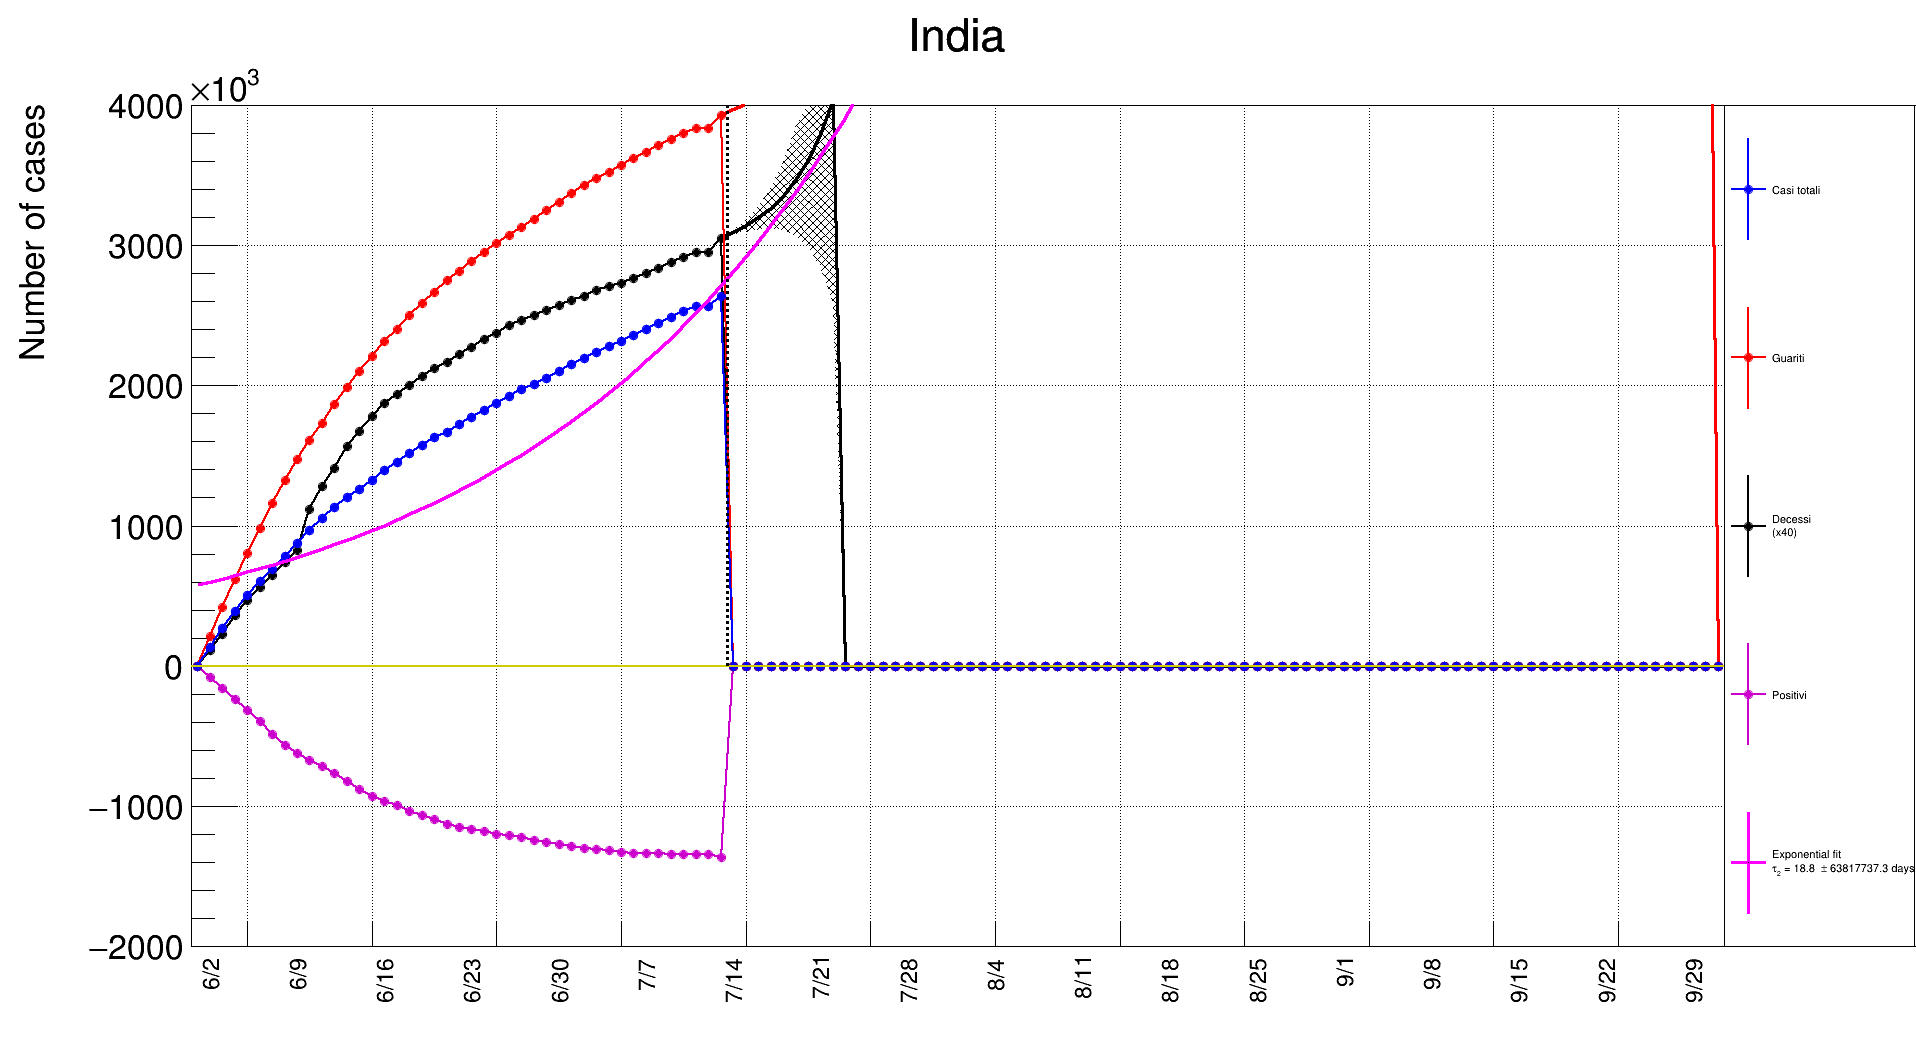 India
×10³
Number of cases
4000
3000
2000
1000
0
−1000
−2000
6/2
6/9
6/16
6/23
6/30
7/7
7/14
7/21
7/28
8/4
8/11
8/18
8/25
9/1
9/8
9/15
9/22
9/29
Casi totali
Guariti
Decessi
(x40)
Positivi
Exponential fit
τ₂ = 18.8 ± 63817737.3 days